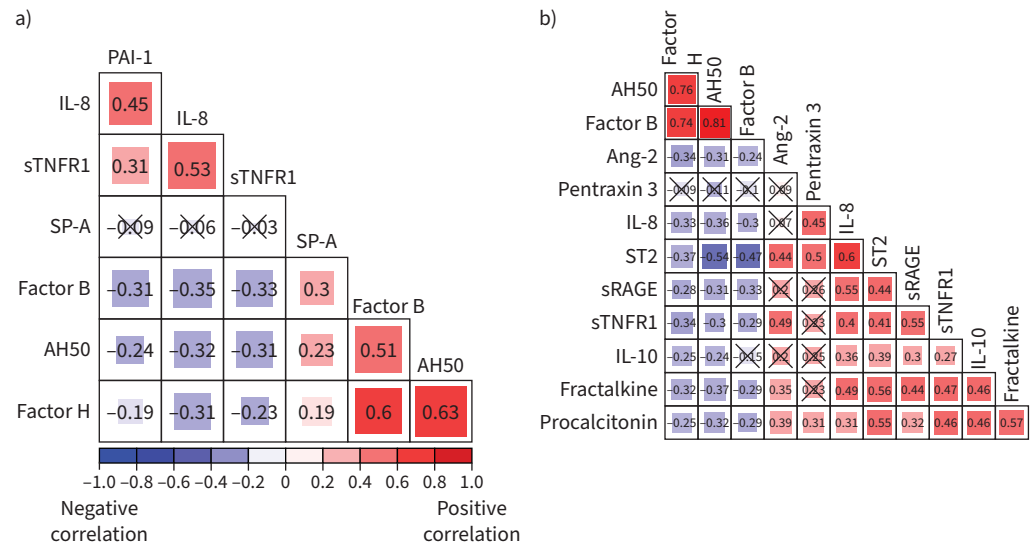 a)
PAI-1
IL-8 0.45 IL-8
sTNFR1 0.31 0.53 sTNFR1
SP-A −0.09 −0.06 −0.03 SP-A
Factor B −0.31 −0.35 −0.33 0.3 Factor B
AH50 −0.24 −0.32 −0.31 0.23 0.51 AH50
Factor H −0.19 −0.31 −0.23 0.19 0.6 0.63
−1.0 −0.8 −0.6 −0.4 −0.2 0 0.2 0.4 0.6 0.8 1.0
Negative
correlation
Positive
correlation
b)
Factor
H
AH50
Factor B
Ang-2
Pentraxin 3
IL-8
ST2
sRAGE
sTNFR1
IL-10
Fractalkine
AH50 0.76
Factor B 0.74 0.81
Ang-2 −0.34 −0.31 −0.24
Pentraxin 3 −0.09 −0.11 −0.1 0.09
IL-8 −0.33 −0.36 −0.3 0.07 0.45
ST2 −0.37 −0.54 −0.47 0.44 0.5 0.6
sRAGE −0.28 −0.31 −0.33 0.2 0.26 0.55 0.44
sTNFR1 −0.34 −0.3 −0.29 0.49 0.23 0.4 0.41 0.55
IL-10 −0.25 −0.24 −0.15 0.2 0.25 0.36 0.39 0.3 0.27
Fractalkine −0.32 −0.37 −0.29 0.35 0.23 0.49 0.56 0.44 0.47 0.46
Procalcitonin −0.25 −0.32 −0.29 0.39 0.31 0.31 0.55 0.32 0.46 0.46 0.57